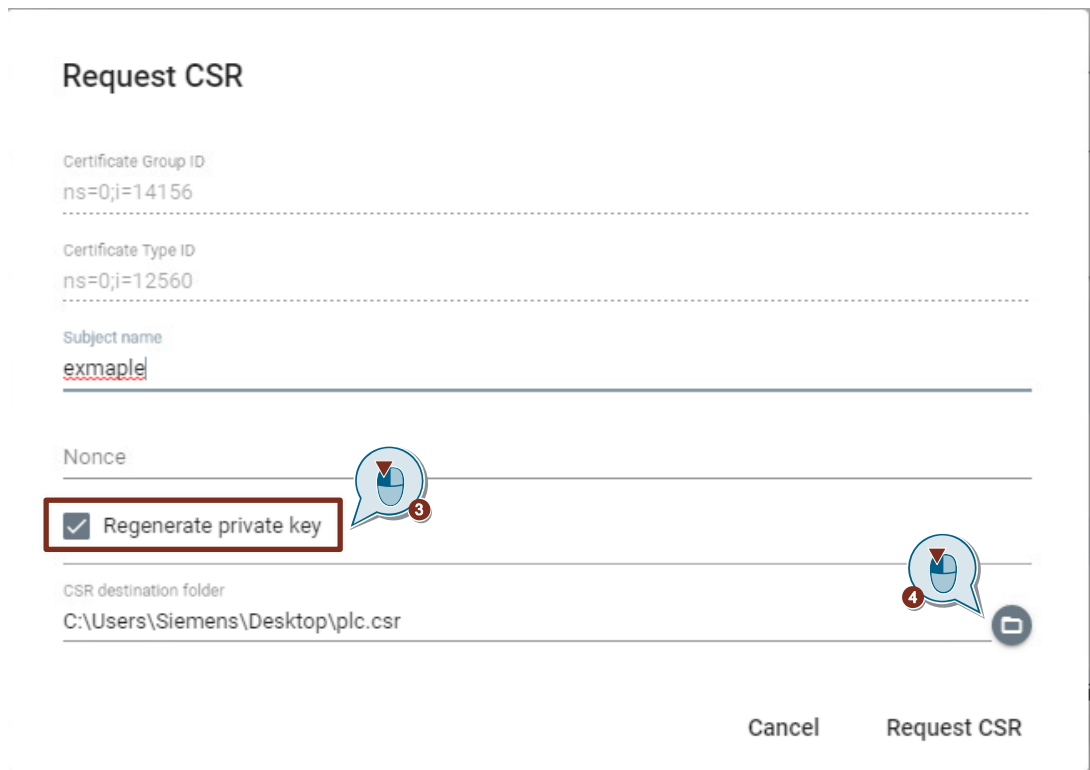 Request CSR
Certificate Group ID
ns=0;i=14156
Certificate Type ID
ns=0;i=12560
Subject name
exmaple
Nonce
3
Regenerate private key
4
CSR destination folder
C:\Users\Siemens\Desktop\plc.csr
Cancel Request CSR